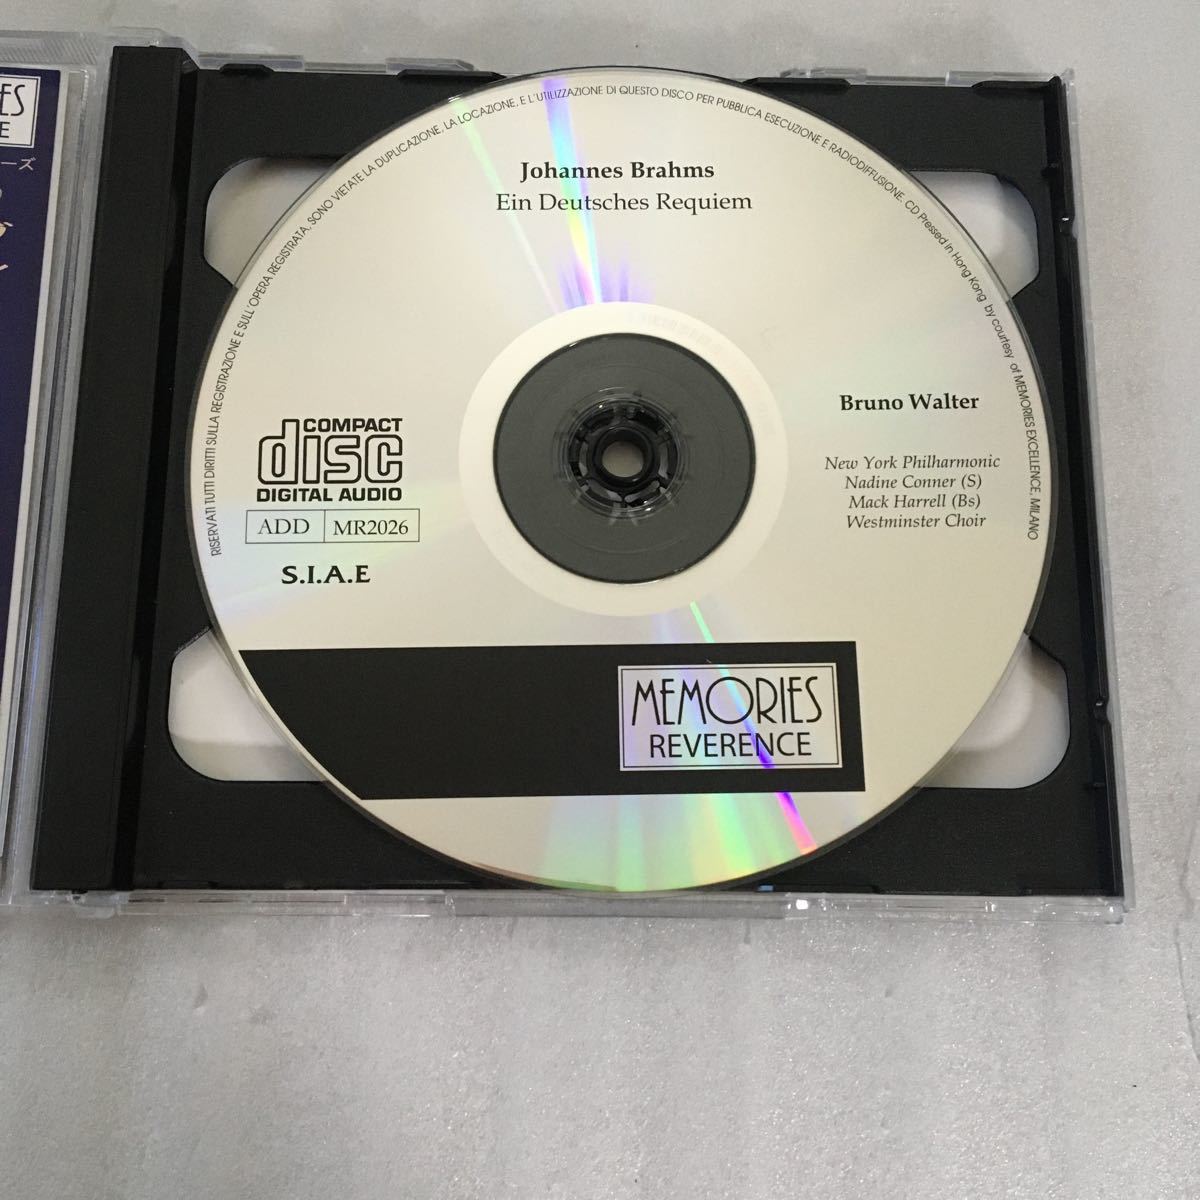 ES
E
ーズ
RISERVATI TUTTI DIRITTI SULLA REGISTRAZIONE E SULL'OPERA REGISTRATA, SONO VIETATE LA DUPLICAZIONE, LA LOCAZIONE, E L'UTILIZZAZIONE DI QUESTO DISCO PER PUBBLICA ESECUZIONE E RADIODIFFUSIONE. CD Pressed in Hong Kong by courtesy of MEMORIES EXCELLENCE, MILANO
Johannes Brahms
Ein Deutsches Requiem
Bruno Walter
New York Philharmonic
Nadine Conner (S)
Mack Harrell (Bs)
Westminster Choir
COMPACT
disc
DIGITAL AUDIO
ADD MR2026
S.I.A.E
MEMORIES
REVERENCE